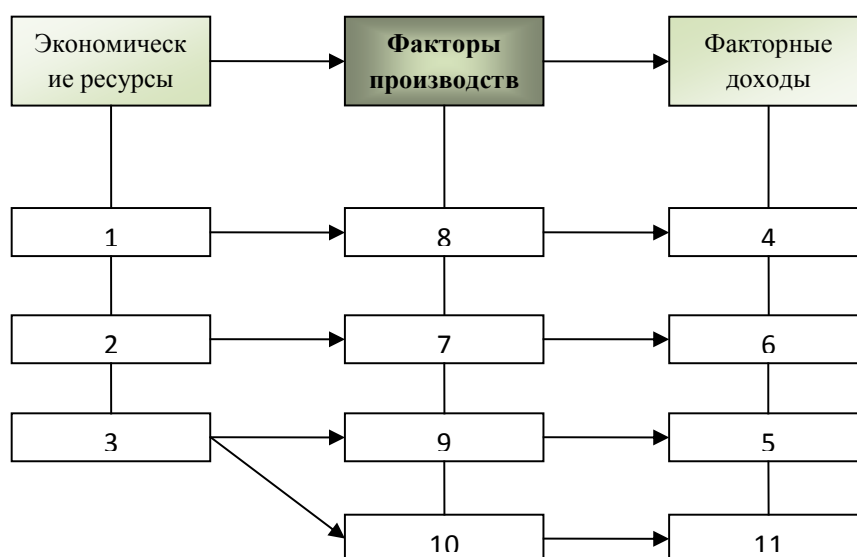 Экономическ
ие ресурсы
Факторы
производств
Факторные
доходы
1
8
4
2
7
6
3
9
5
10
11